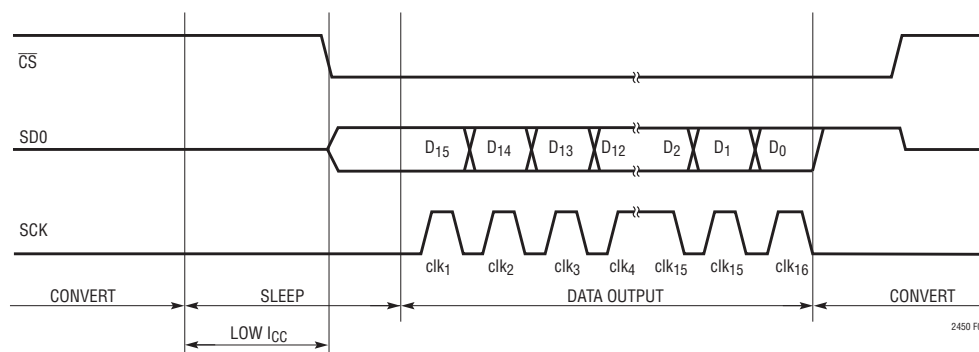 CS
SD0
D15 D14 D13 D12 D2 D1 D0
SCK
clk1 clk2 clk3 clk4 clk15 clk15 clk16
CONVERT SLEEP DATA OUTPUT CONVERT
LOW ICC
2450